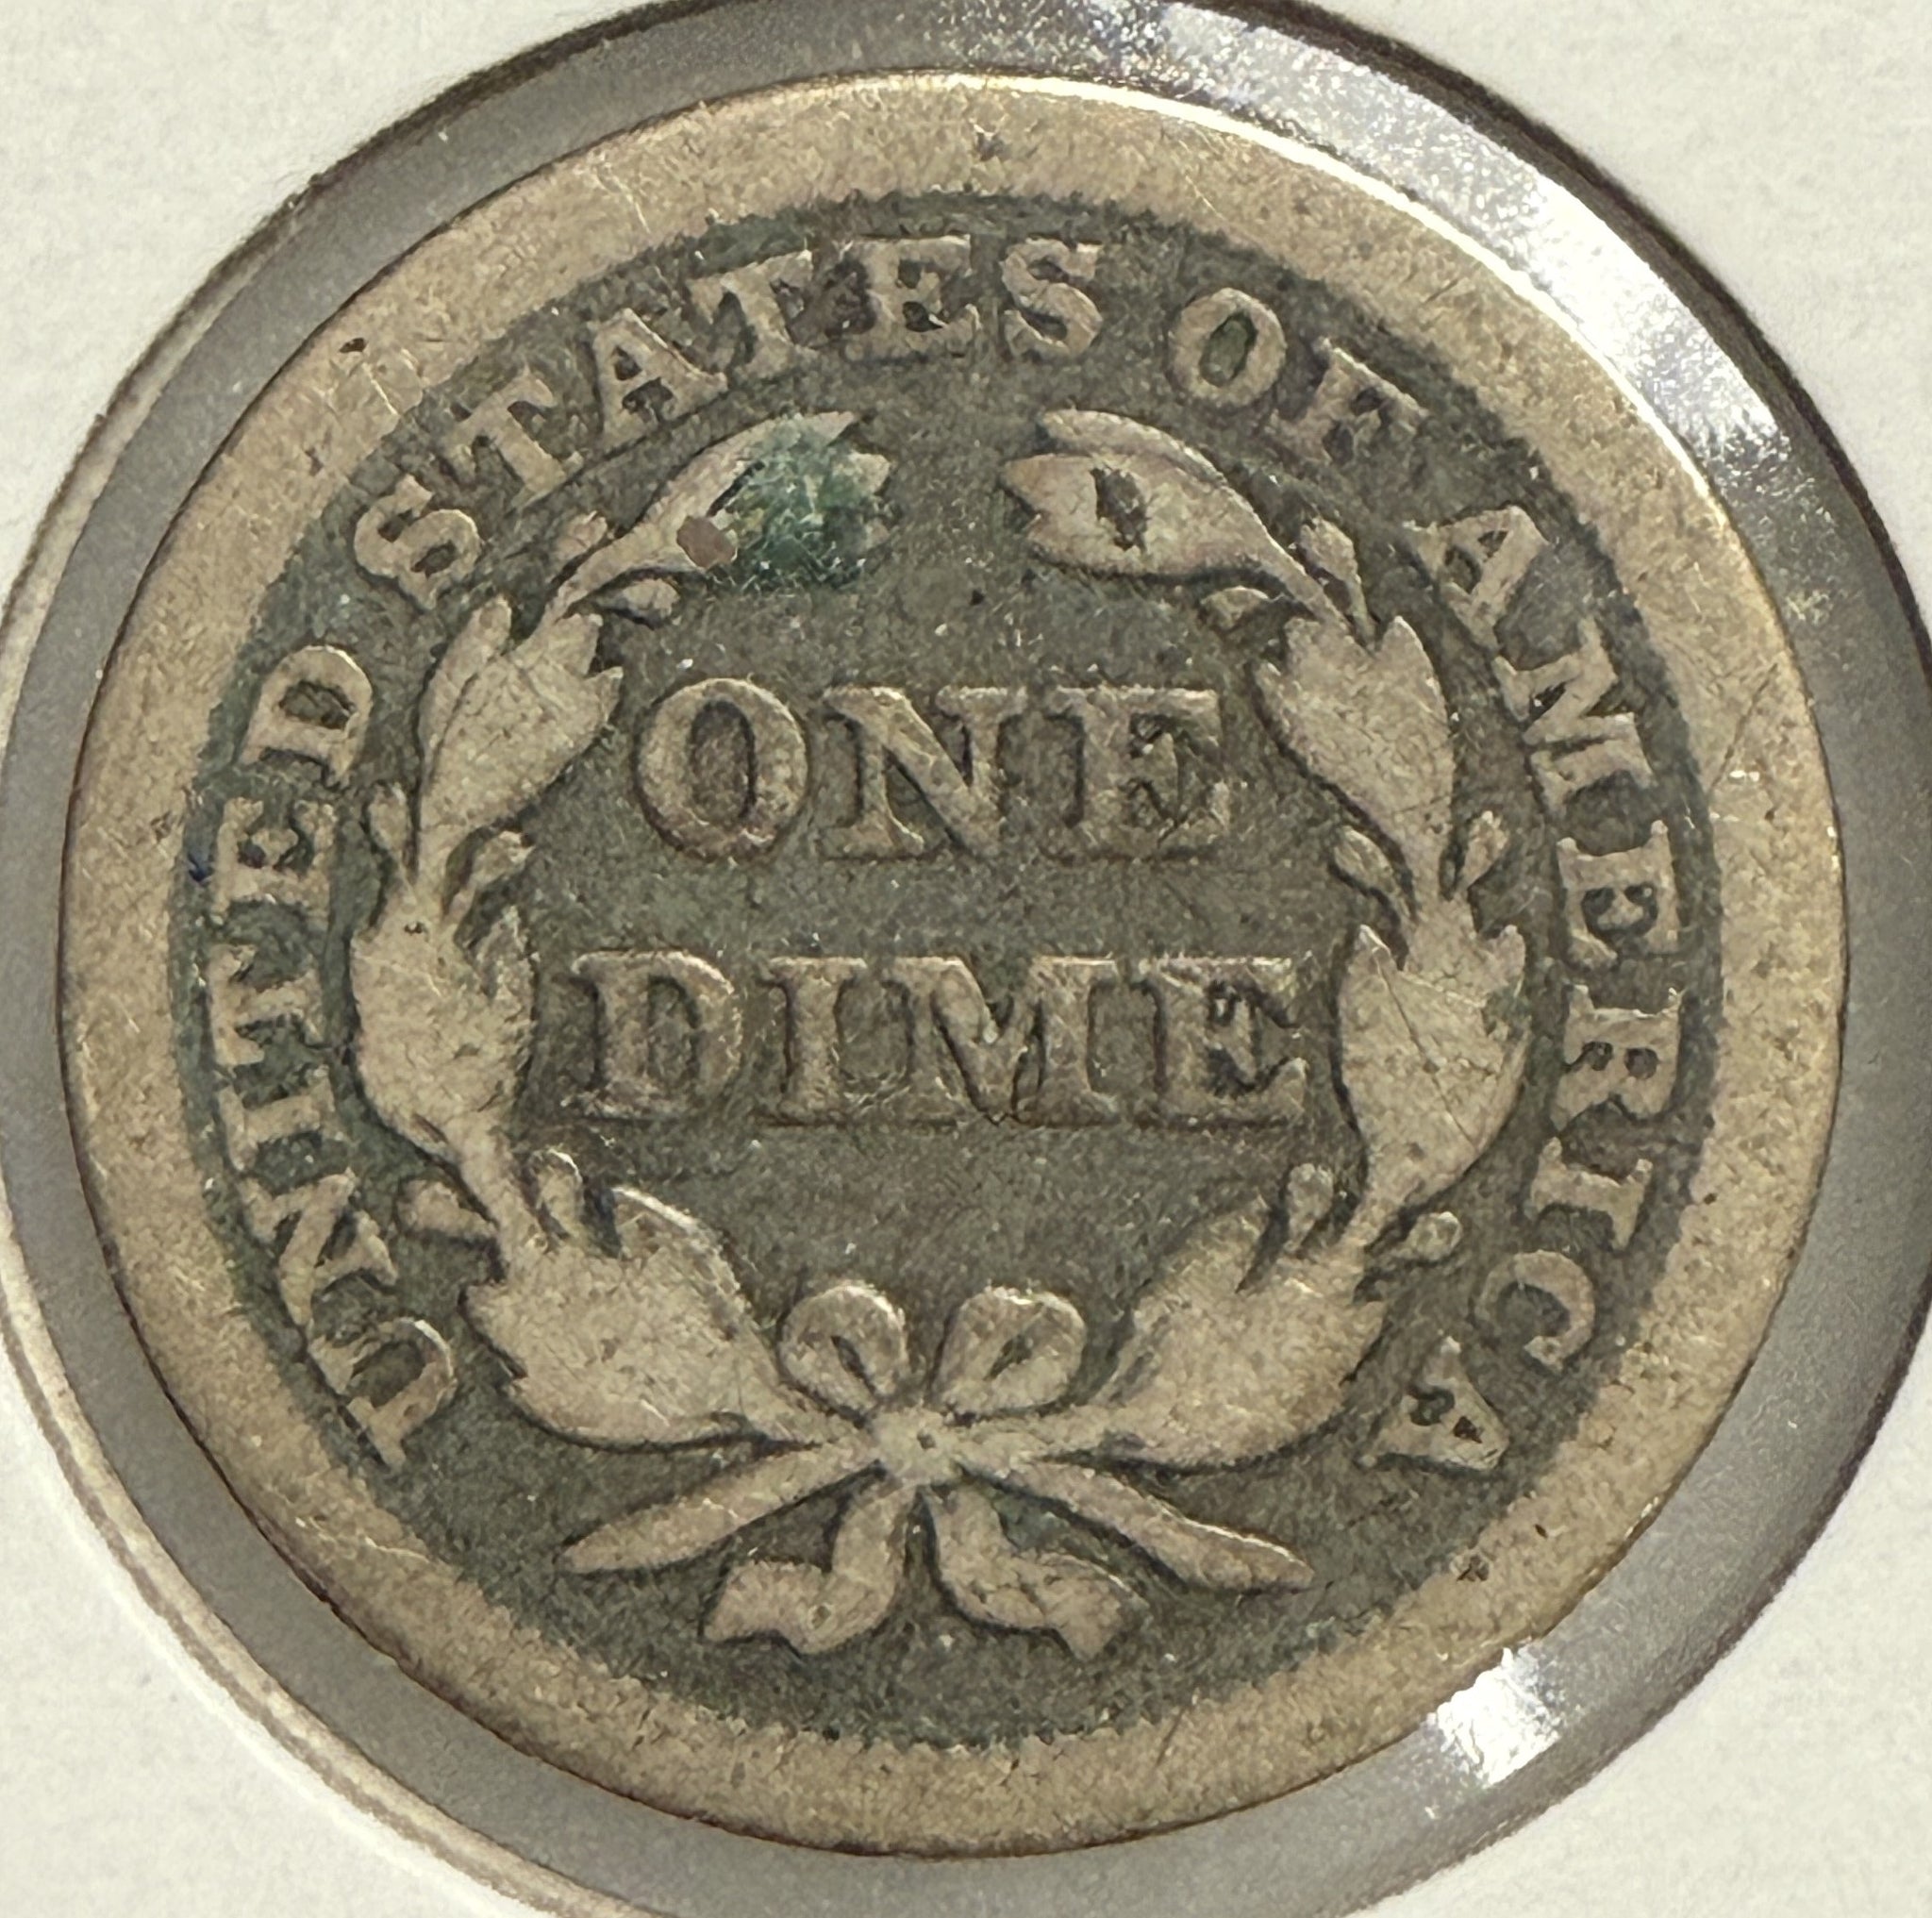 UNITED STATES OF AMERICA
ONE
DIME